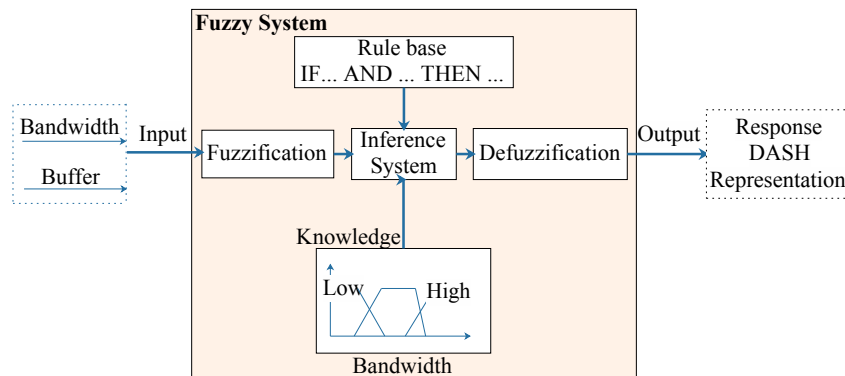 Fuzzy System
Rule base
IF... AND ... THEN ...
Bandwidth
Buffer
Input
Fuzzification
Inference
System
Defuzzification
Output
Response
DASH
Representation
Knowledge
Low
High
Bandwidth